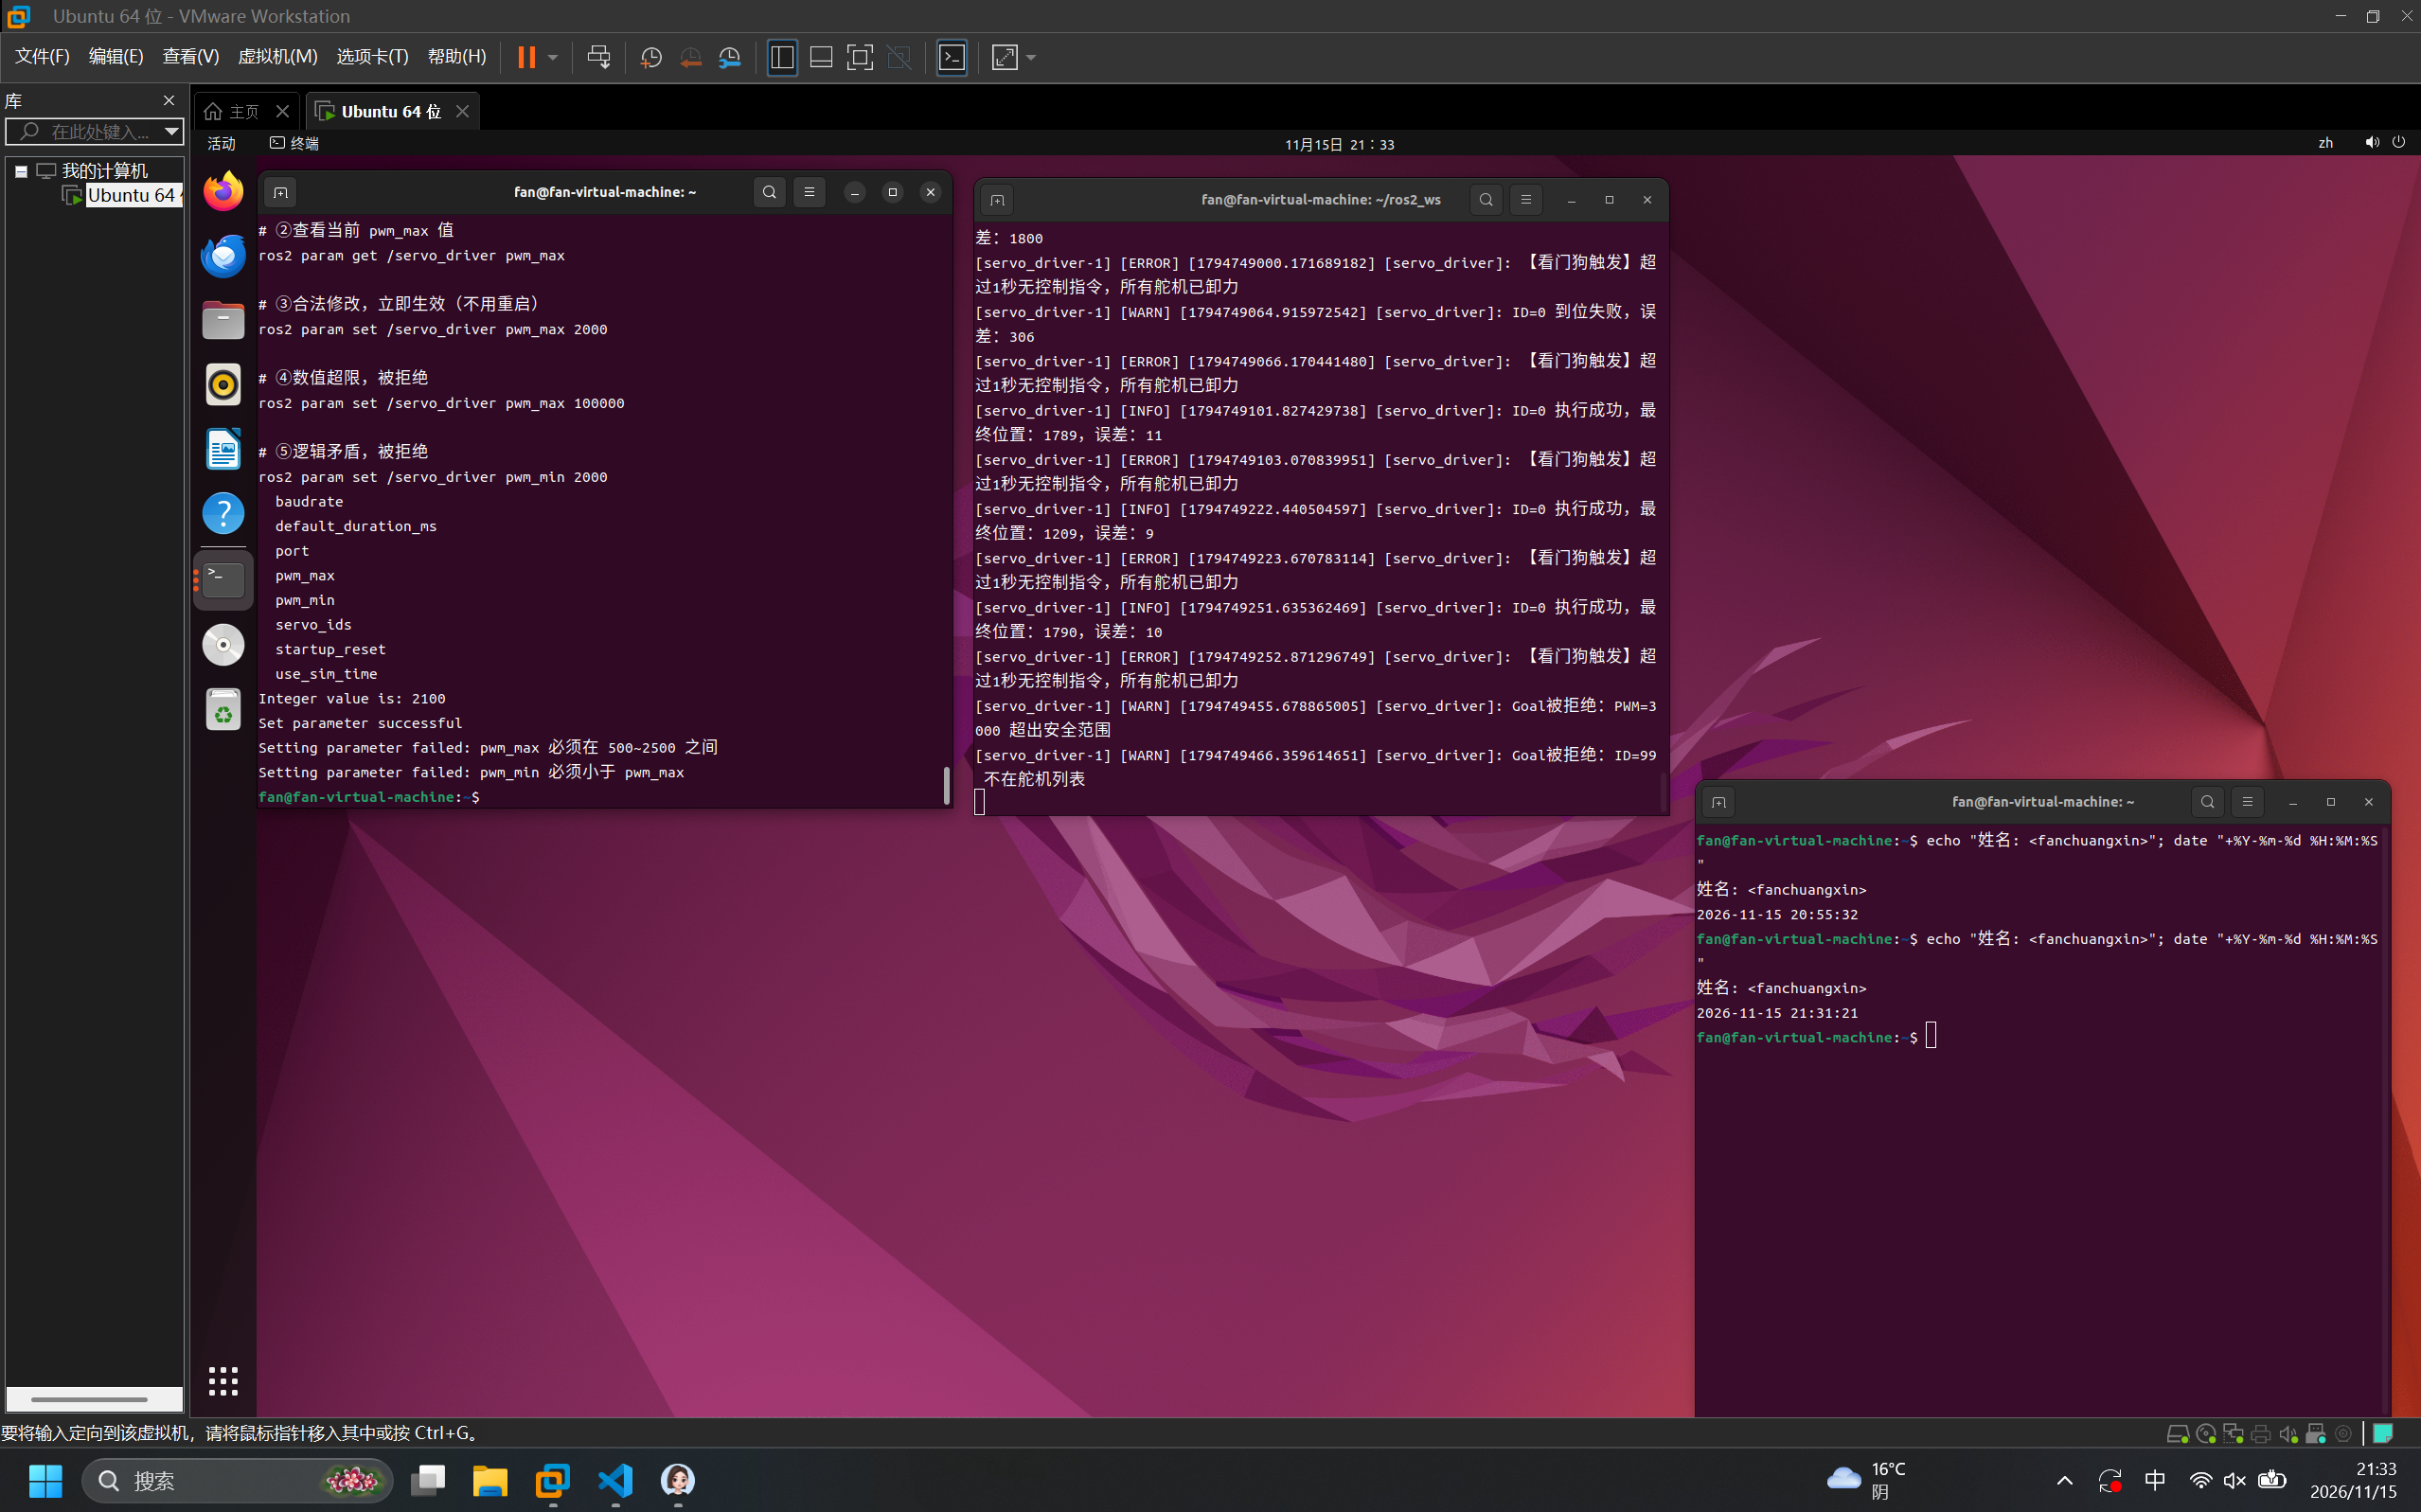 Ubuntu 64 位 - VMware Workstation
文件(F) 编辑(E) 查看(V) 虚拟机(M) 选项卡(T) 帮助(H)
库
在此处键入...
我的计算机
Ubuntu 64
主页
Ubuntu 64 位
活动
终端
11月15日 21：33
zh
fan@fan-virtual-machine: ~
# ②查看当前 pwm_max 值
ros2 param get /servo_driver pwm_max
# ③合法修改，立即生效（不用重启）
ros2 param set /servo_driver pwm_max 2000
# ④数值超限，被拒绝
ros2 param set /servo_driver pwm_max 100000
# ⑤逻辑矛盾，被拒绝
ros2 param set /servo_driver pwm_min 2000
baudrate
default_duration_ms
port
pwm_max
pwm_min
servo_ids
startup_reset
use_sim_time
Integer value is: 2100
Set parameter successful
Setting parameter failed: pwm_max 必须在 500~2500 之间
Setting parameter failed: pwm_min 必须小于 pwm_max
fan@fan-virtual-machine:~$
fan@fan-virtual-machine: ~/ros2_ws
差：1800
[servo_driver-1] [ERROR] [1794749000.171689182] [servo_driver]: 【看门狗触发】超
过1秒无控制指令，所有舵机已卸力
[servo_driver-1] [WARN] [1794749064.915972542] [servo_driver]: ID=0 到位失败，误
差：306
[servo_driver-1] [ERROR] [1794749066.170441480] [servo_driver]: 【看门狗触发】超
过1秒无控制指令，所有舵机已卸力
[servo_driver-1] [INFO] [1794749101.827429738] [servo_driver]: ID=0 执行成功，最
终位置：1789，误差：11
[servo_driver-1] [ERROR] [1794749103.070839951] [servo_driver]: 【看门狗触发】超
过1秒无控制指令，所有舵机已卸力
[servo_driver-1] [INFO] [1794749222.440504597] [servo_driver]: ID=0 执行成功，最
终位置：1209，误差：9
[servo_driver-1] [ERROR] [1794749223.670783114] [servo_driver]: 【看门狗触发】超
过1秒无控制指令，所有舵机已卸力
[servo_driver-1] [INFO] [1794749251.635362469] [servo_driver]: ID=0 执行成功，最
终位置：1790，误差：10
[servo_driver-1] [ERROR] [1794749252.871296749] [servo_driver]: 【看门狗触发】超
过1秒无控制指令，所有舵机已卸力
[servo_driver-1] [WARN] [1794749455.678865005] [servo_driver]: Goal被拒绝：PWM=3
000 超出安全范围
[servo_driver-1] [WARN] [1794749466.359614651] [servo_driver]: Goal被拒绝：ID=99
不在舵机列表
fan@fan-virtual-machine: ~
fan@fan-virtual-machine:~$ echo "姓名: <fanchuangxin>"; date "+%Y-%m-%d %H:%M:%S
"
姓名: <fanchuangxin>
2026-11-15 20:55:32
fan@fan-virtual-machine:~$ echo "姓名: <fanchuangxin>"; date "+%Y-%m-%d %H:%M:%S
"
姓名: <fanchuangxin>
2026-11-15 21:31:21
fan@fan-virtual-machine:~$
要将输入定向到该虚拟机，请将鼠标指针移入其中或按 Ctrl+G。
搜索
16°C
阴
中
21:33
2026/11/15